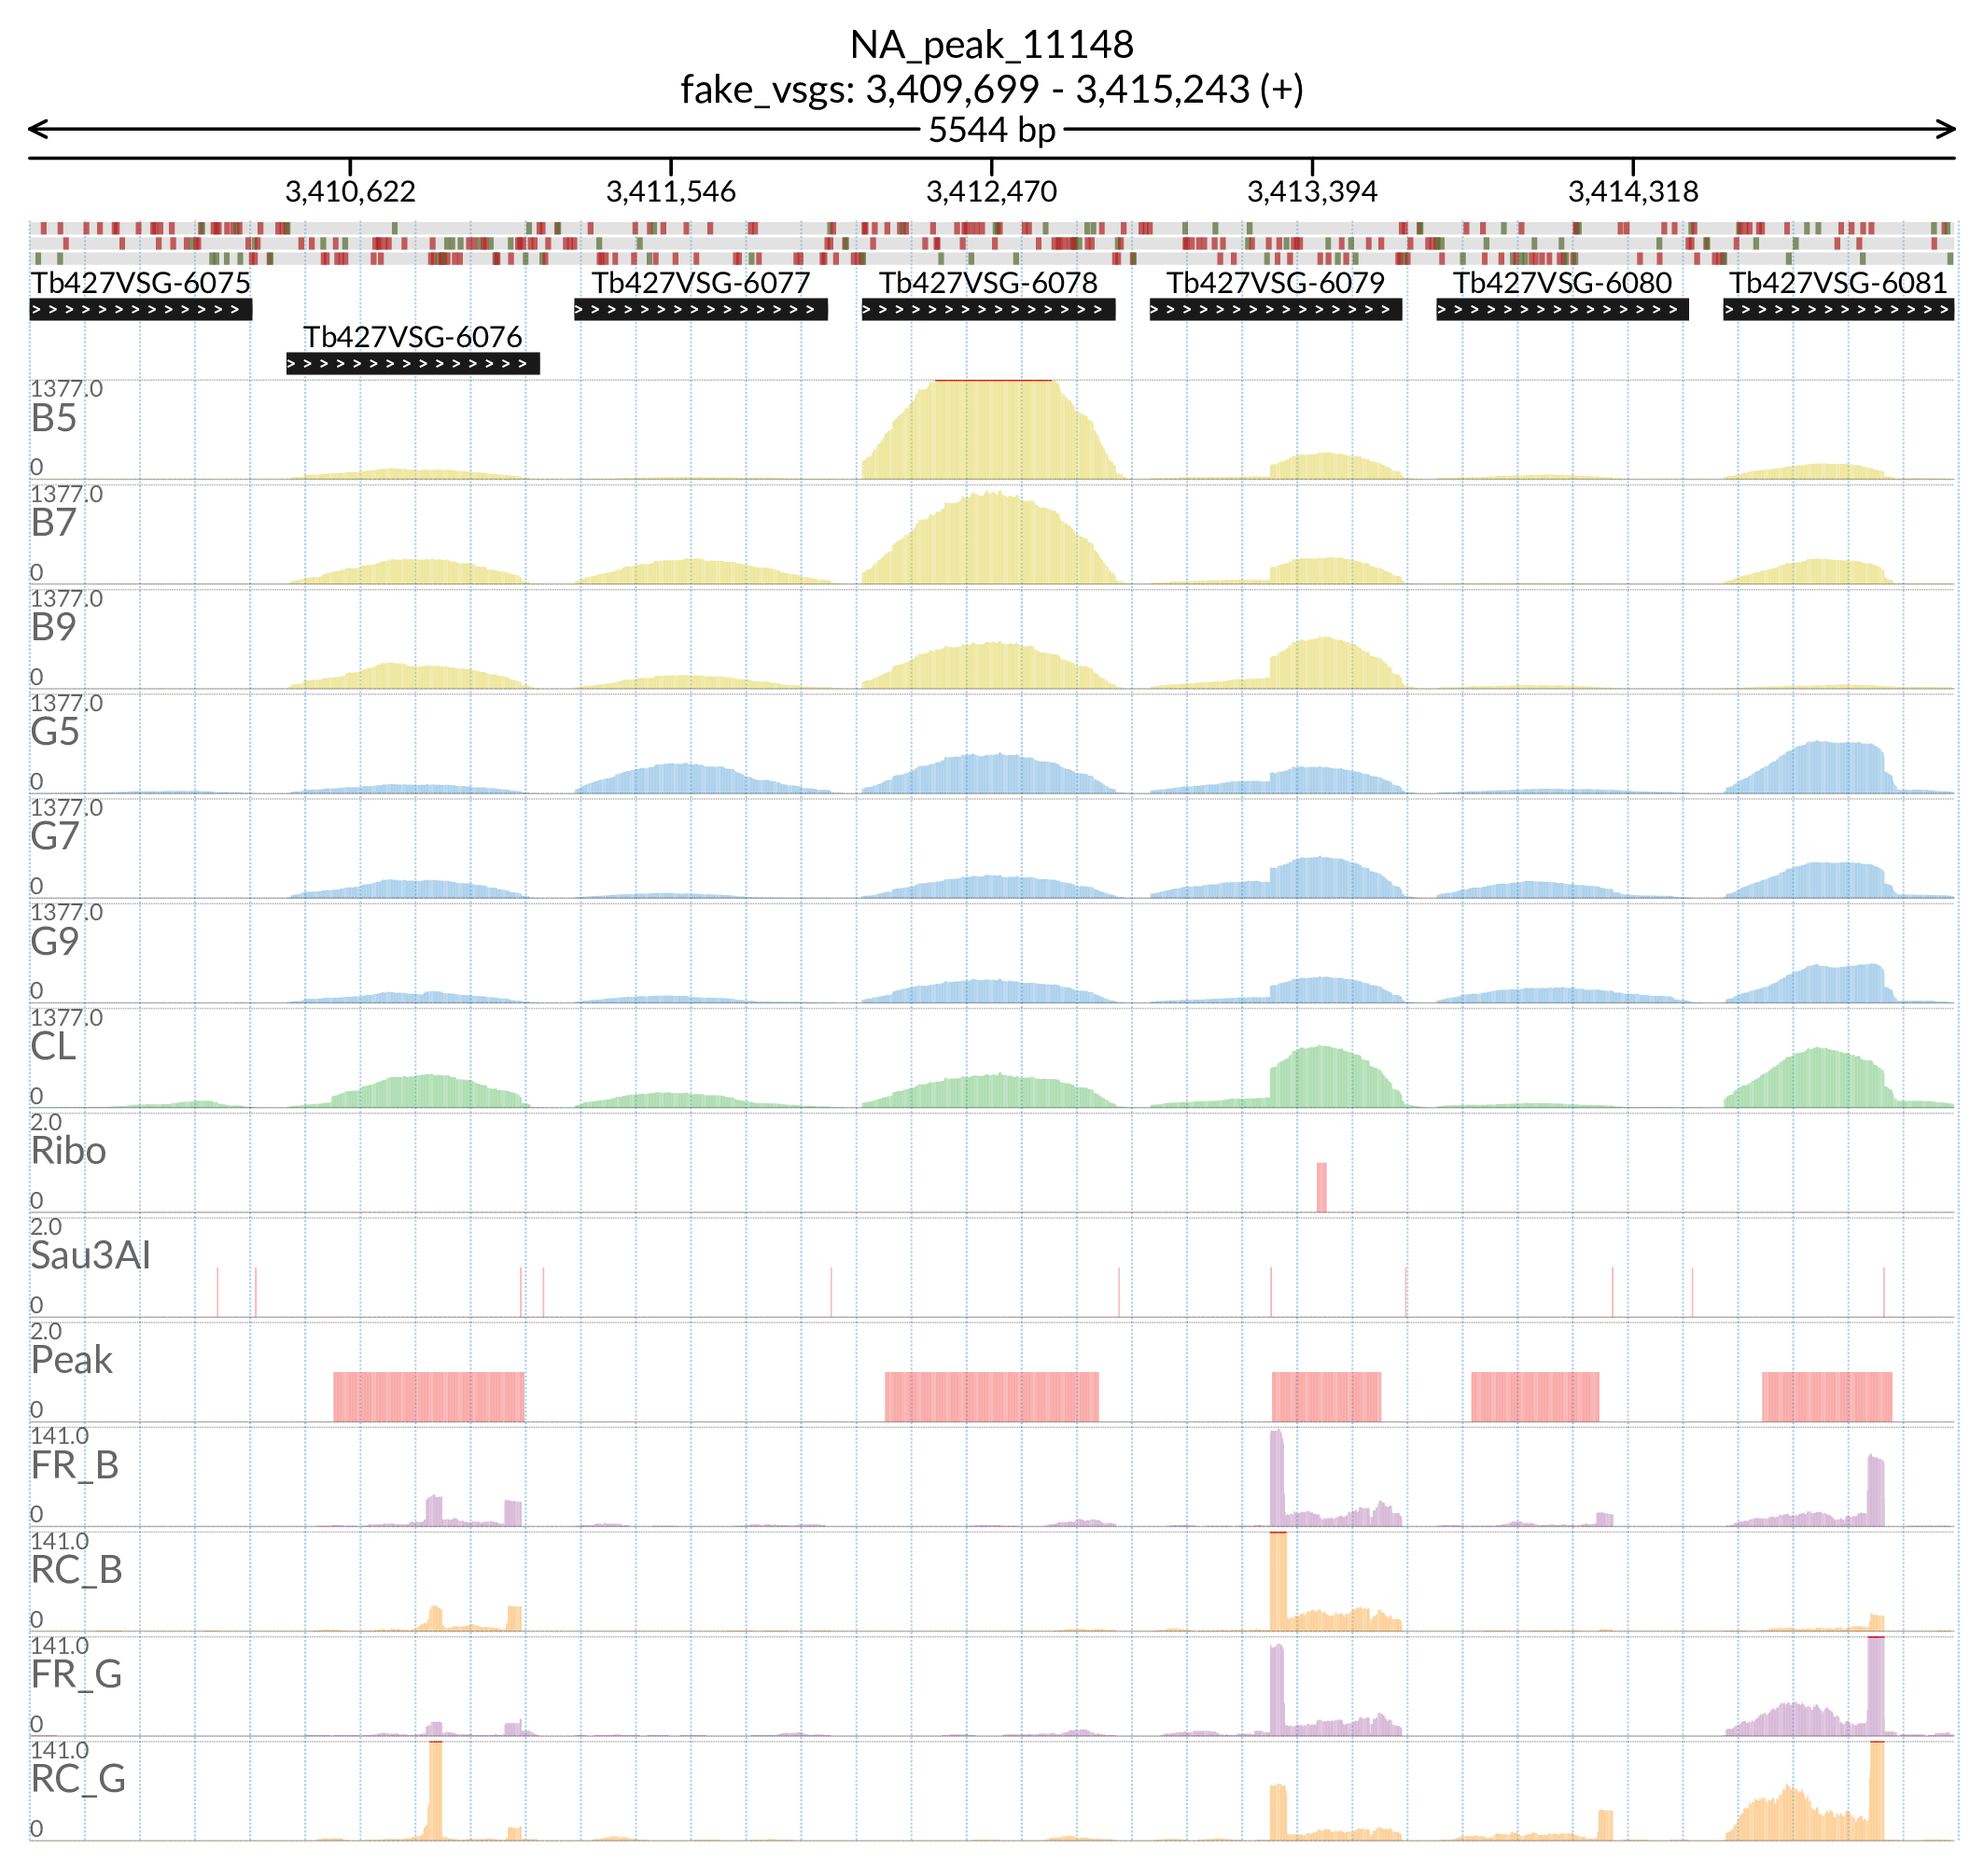 NA_peak_11148
fake_vsgs: 3,409,699 - 3,415,243 (+)
5544 bp
3,410,622 3,411,546 3,412,470 3,413,394 3,414,318
Tb427VSG-6075 Tb427VSG-6077 Tb427VSG-6078 Tb427VSG-6079 Tb427VSG-6080 Tb427VSG-6081
Tb427VSG-6076
1377.0
B5
0
1377.0
B7
0
1377.0
B9
0
1377.0
G5
0
1377.0
G7
0
1377.0
G9
0
1377.0
CL
0
2.0
Ribo
0
2.0
Sau3AI
0
2.0
Peak
0
141.0
FR_B
0
141.0
RC_B
0
141.0
FR_G
0
141.0
RC_G
0